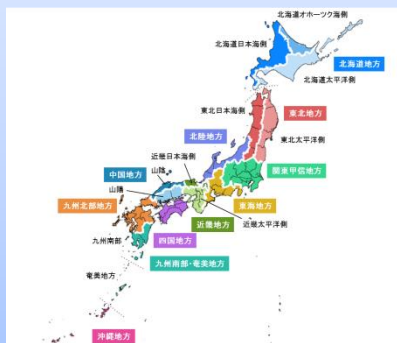 北海道オホーツク海側
北海道日本海側
北海道地方
北海道太平洋側
東北日本海側
東北地方
北陸地方
東北太平洋側
近畿日本海側
関東甲信地方
中国地方
山陰
山陰
九州北部地方
東海地方
近畿地方
近畿太平洋側
九州南部
四国地方
九州南部・奄美地方
奄美地方
沖縄地方